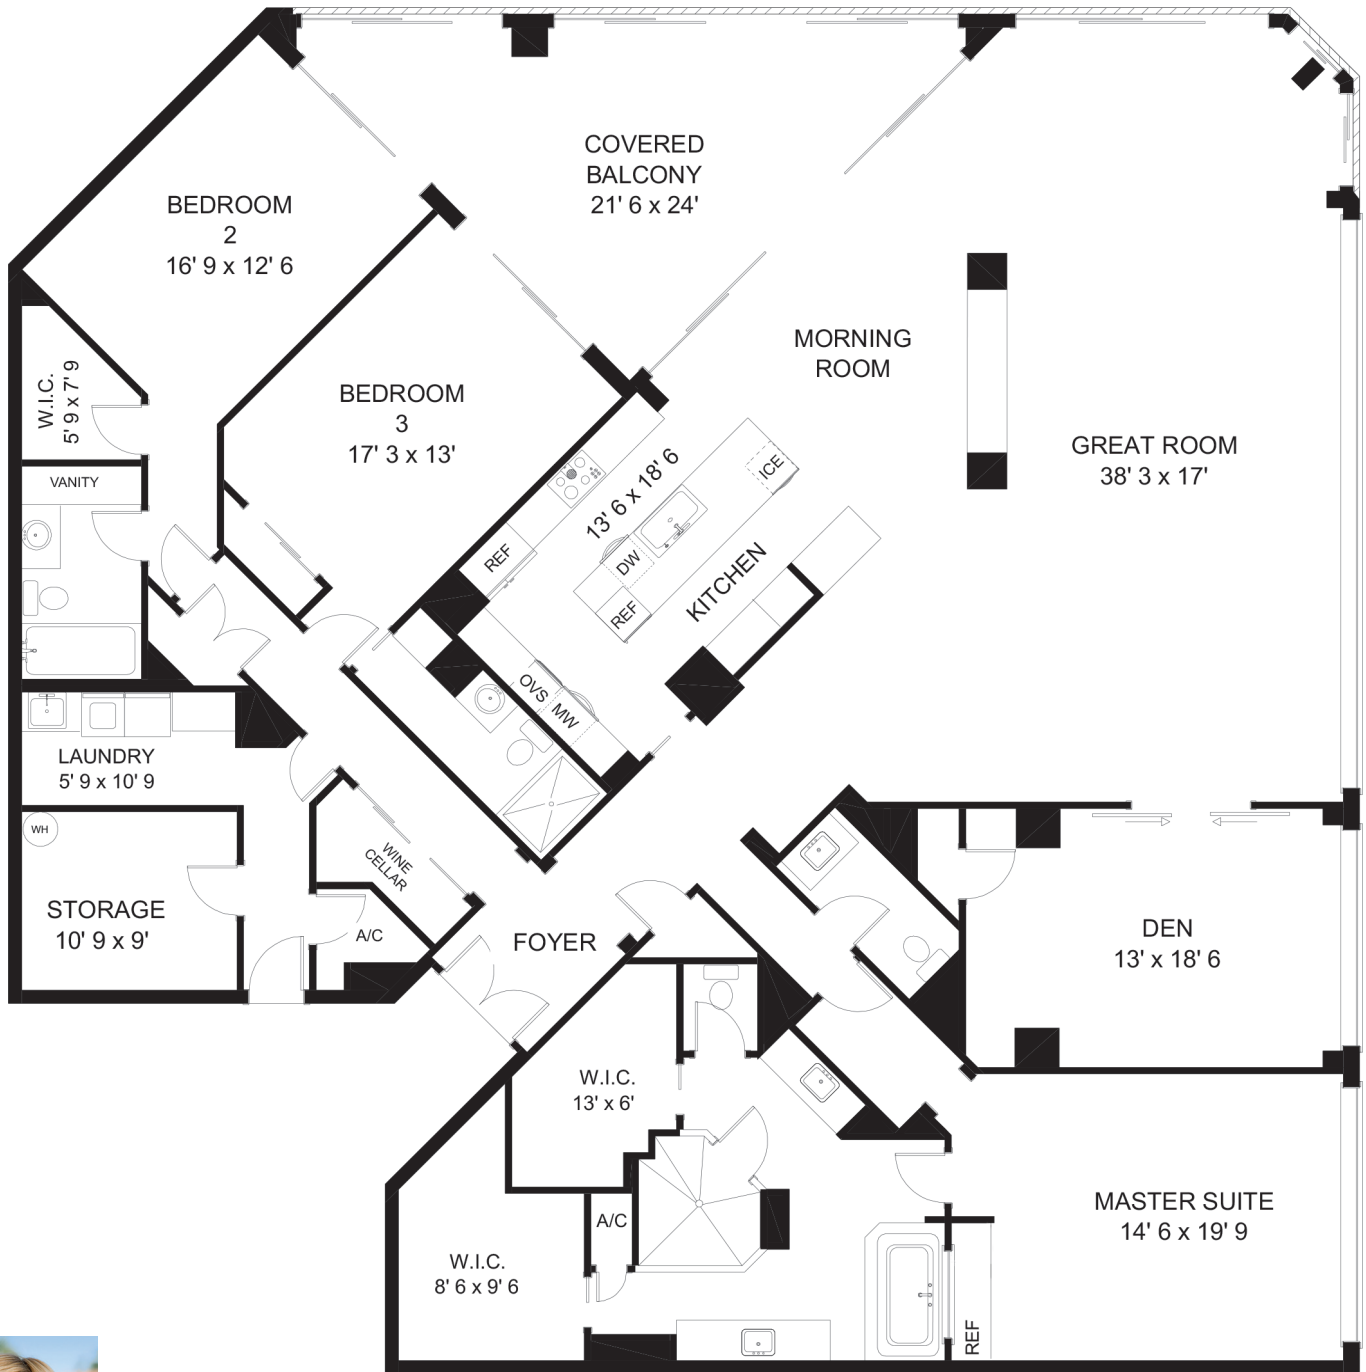 COVERED
BALCONY
21' 6 x 24'
BEDROOM
2
16' 9 x 12' 6
MORNING
ROOM
W.I.C.
5' 9 x 7' 9
BEDROOM
3
17' 3 x 13'
GREAT ROOM
38' 3 x 17'
VANITY
13' 6 x 18' 6
ICE
REF
DW
REF
KITCHEN
OVS
MW
LAUNDRY
5' 9 x 10' 9
WH
WINE
CELLAR
STORAGE
10' 9 x 9'
A/C
FOYER
DEN
13' x 18' 6
W.I.C.
13' x 6'
MASTER SUITE
14' 6 x 19' 9
A/C
W.I.C.
8' 6 x 9' 6
REF